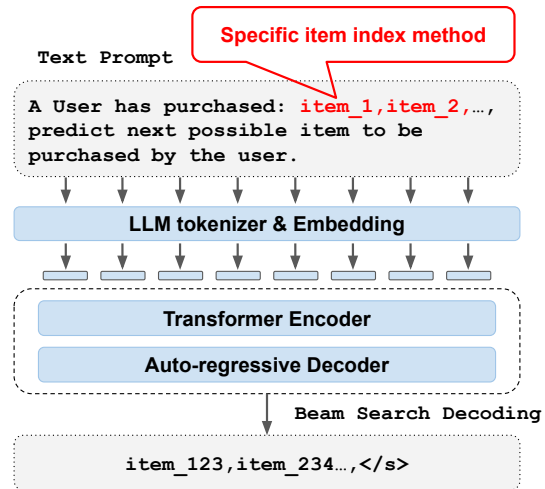 Specific item index method
Text Prompt
A User has purchased: item_1,item_2,…,
predict next possible item to be
purchased by the user.
LLM tokenizer & Embedding
Transformer Encoder
Auto-regressive Decoder
Beam Search Decoding
item_123,item_234…,</s>